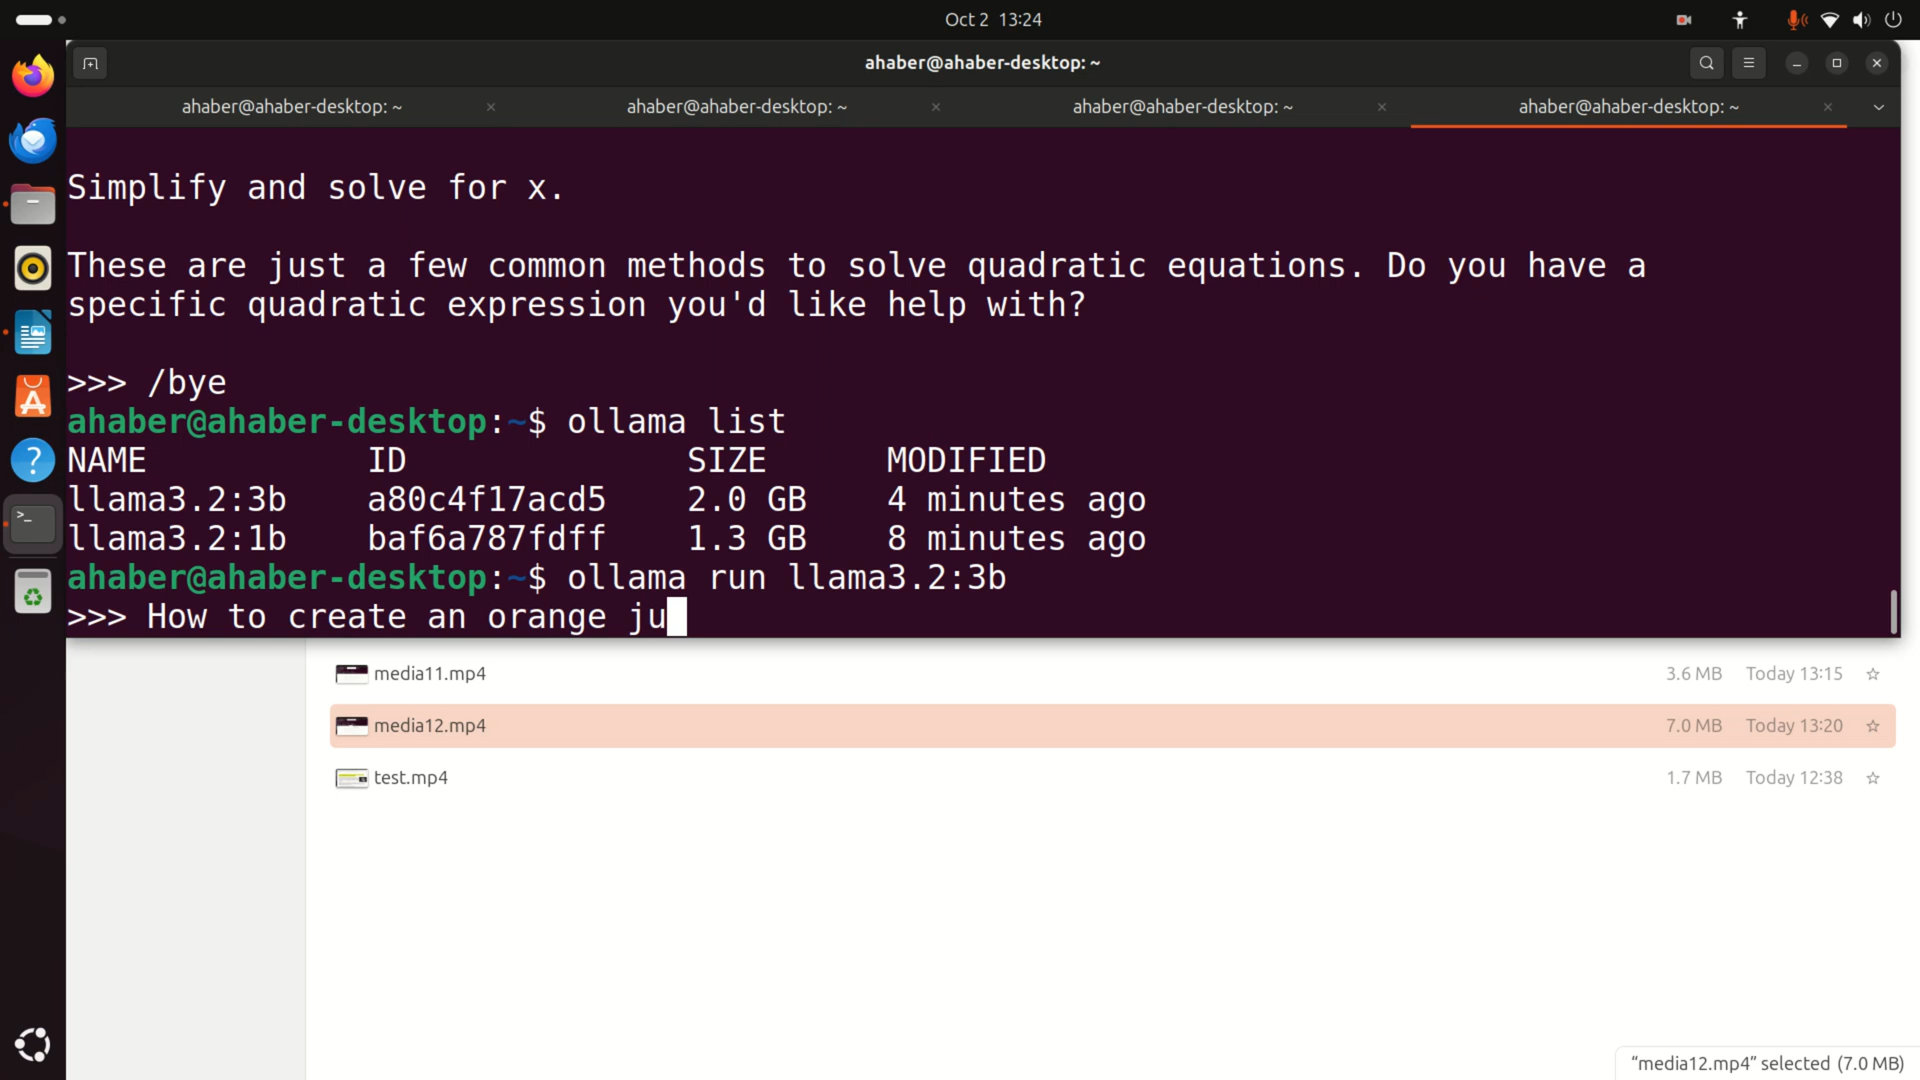 Oct 2 13:24
ahaber@ahaber-desktop: ~
ahaber@ahaber-desktop: ~
ahaber@ahaber-desktop: ~
ahaber@ahaber-desktop: ~
ahaber@ahaber-desktop: ~
Simplify and solve for x.
These are just a few common methods to solve quadratic equations. Do you have a
specific quadratic expression you'd like help with?
>>> /bye
ahaber@ahaber-desktop:~$ ollama list
NAME ID SIZE MODIFIED
llama3.2:3b a80c4f17acd5 2.0 GB 4 minutes ago
llama3.2:1b baf6a787fdff 1.3 GB 8 minutes ago
ahaber@ahaber-desktop:~$ ollama run llama3.2:3b
>>> How to create an orange ju
media11.mp4 3.6 MB Today 13:15
media12.mp4 7.0 MB Today 13:20
test.mp4 1.7 MB Today 12:38
“media12.mp4” selected (7.0 MB)